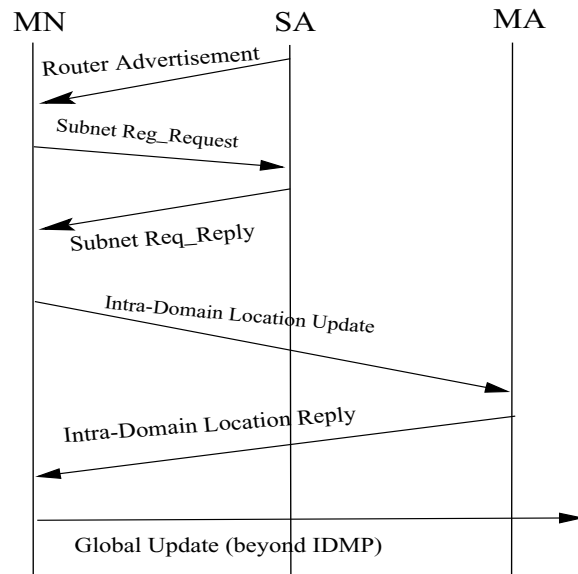 MN SA MA
Router Advertisement
Subnet Reg_Request
Subnet Req_Reply
Intra-Domain Location Update
Intra-Domain Location Reply
Global Update (beyond IDMP)